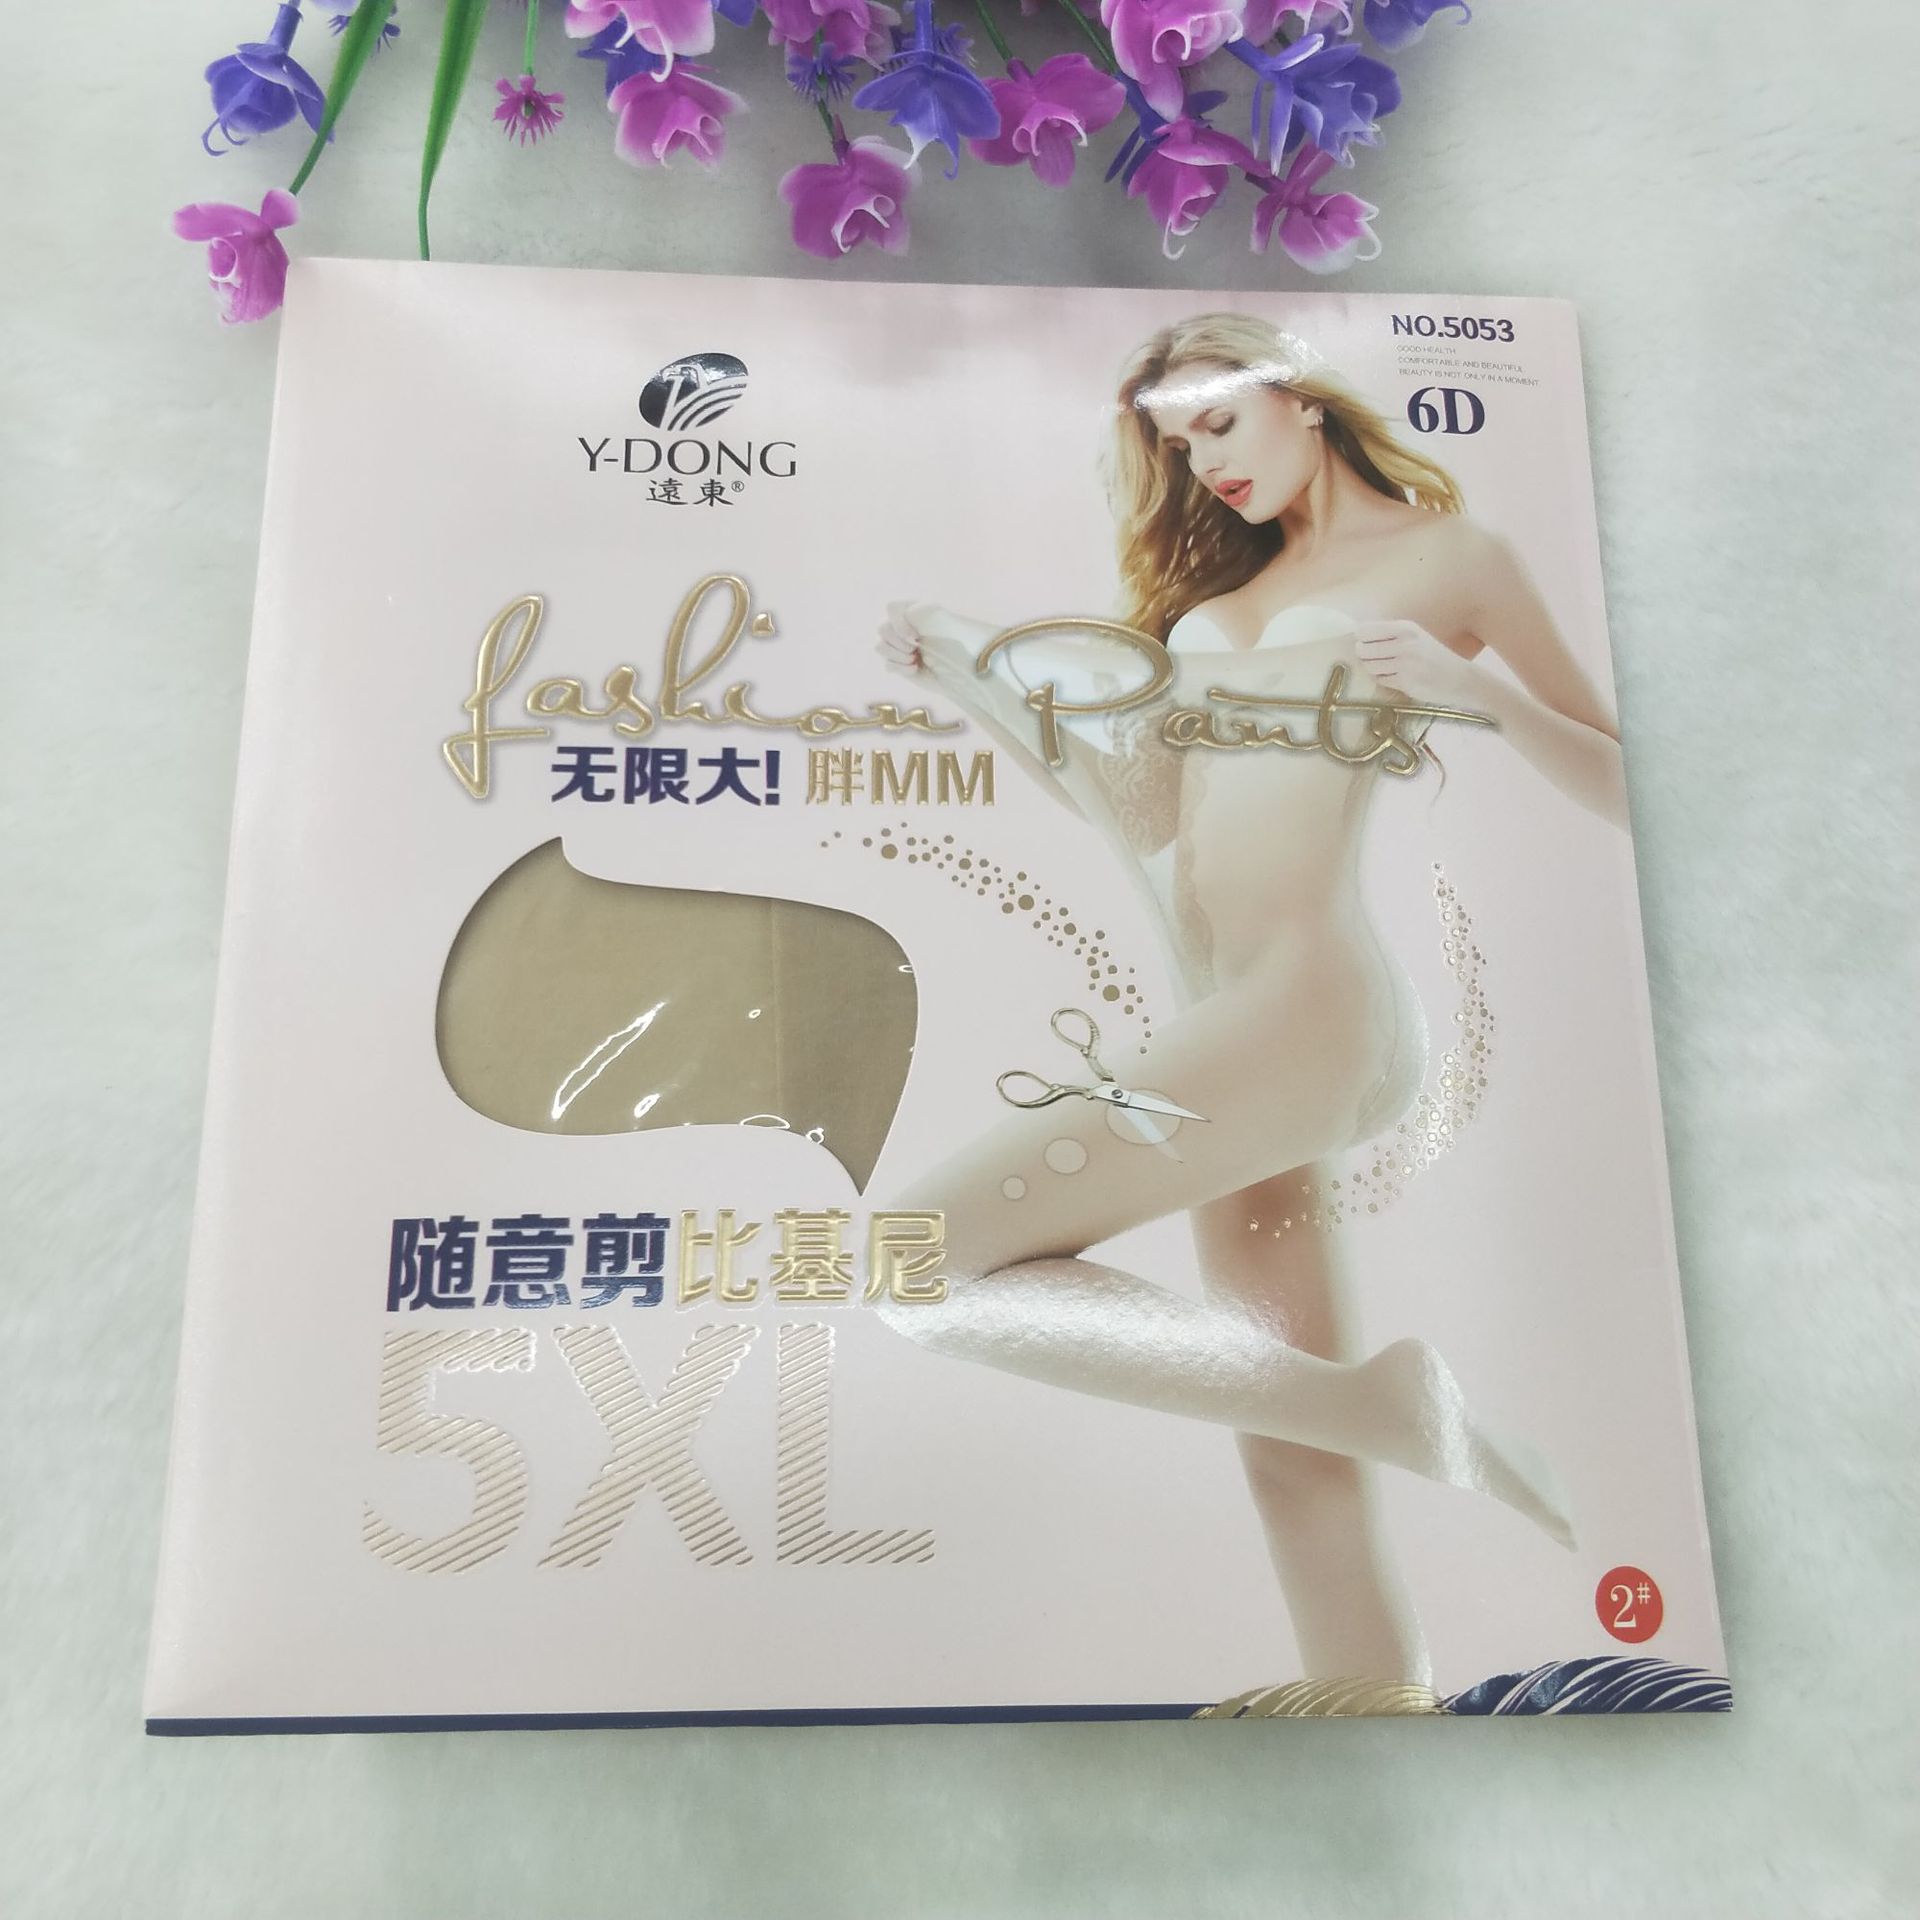 NO.5053
GOOD HEALTH
COMFORTABLE AND BEAUTIFUL
BEAUTY IS NOT ONLY IN A MOMENT
6D
Y-DONG
遠東®
fashion Pants
无限大! 胖MM
随意剪比基尼
5XL
2#